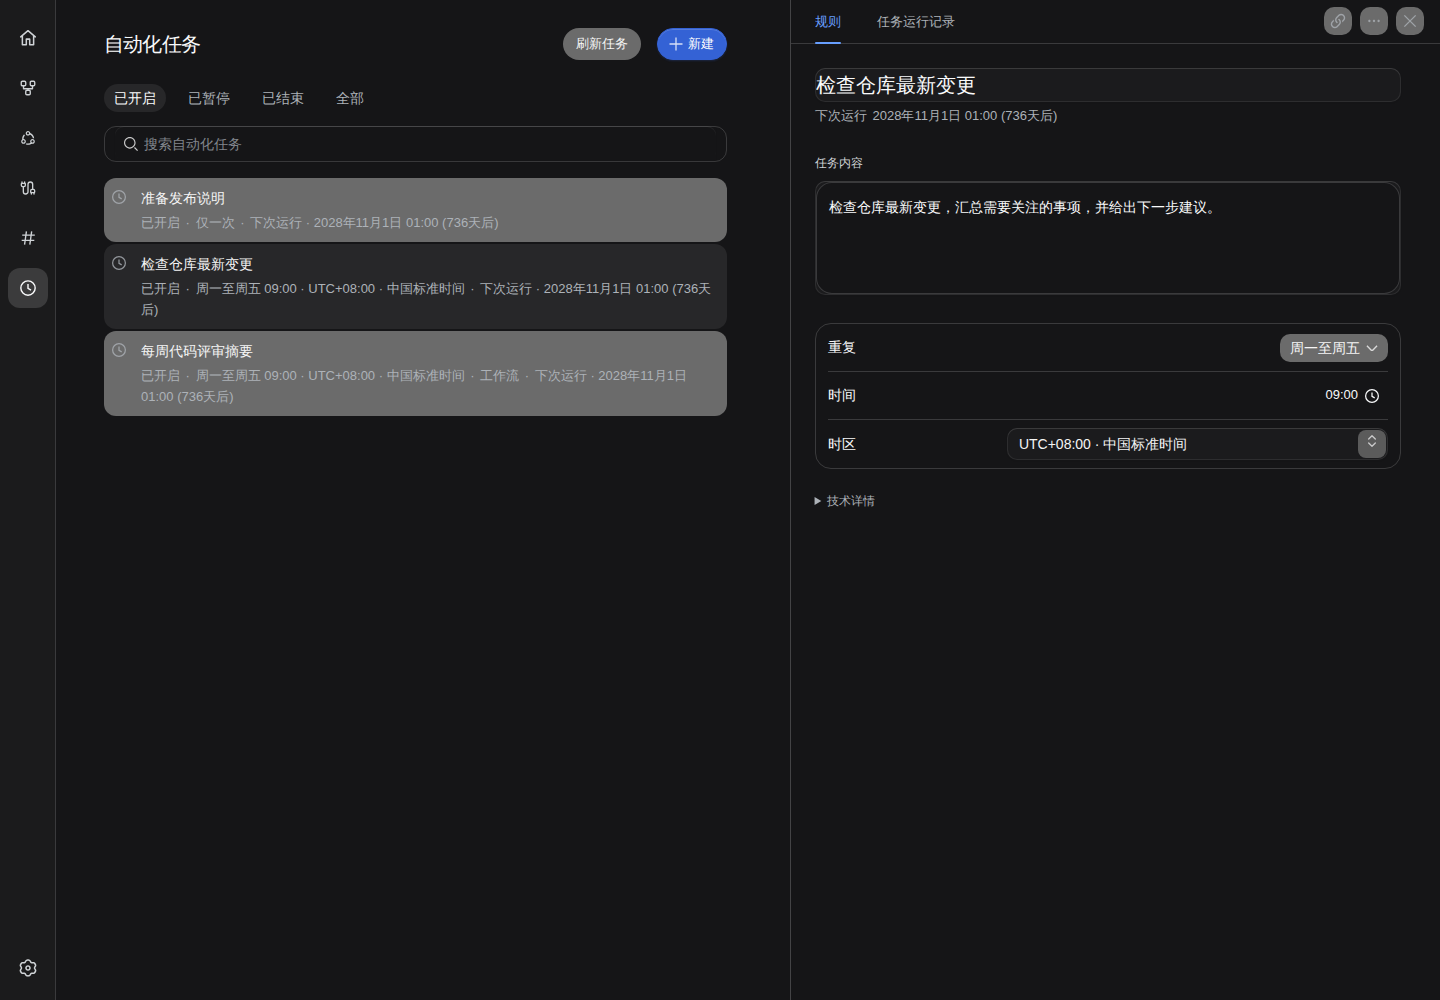 自动化任务
刷新任务
新建
已开启
已暂停
已结束
全部
搜索自动化任务
准备发布说明
已开启 · 仅一次 · 下次运行 · 2028年11月1日 01:00 (736天后)
检查仓库最新变更
已开启 · 周一至周五 09:00 · UTC+08:00 · 中国标准时间 · 下次运行 · 2028年11月1日 01:00 (736天
后)
每周代码评审摘要
已开启 · 周一至周五 09:00 · UTC+08:00 · 中国标准时间 · 工作流 · 下次运行 · 2028年11月1日
01:00 (736天后)
规则
任务运行记录
检查仓库最新变更
下次运行 2028年11月1日 01:00 (736天后)
任务内容
检查仓库最新变更，汇总需要关注的事项，并给出下一步建议。
重复
周一至周五
时间
09:00
时区
UTC+08:00 · 中国标准时间
技术详情